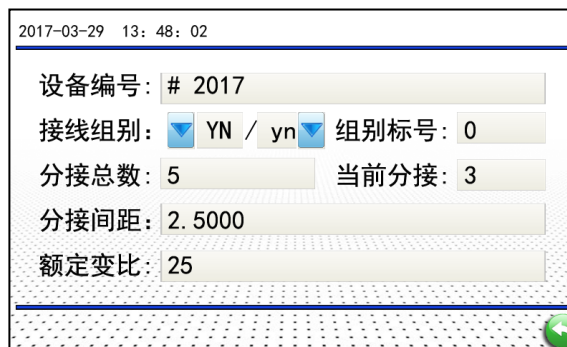 2017-03-29 13: 48: 02
设备编号: # 2017
接线组别: YN / yn 组别标号: 0
分接总数: 5 当前分接: 3
分接间距: 2.5000
额定变比: 25